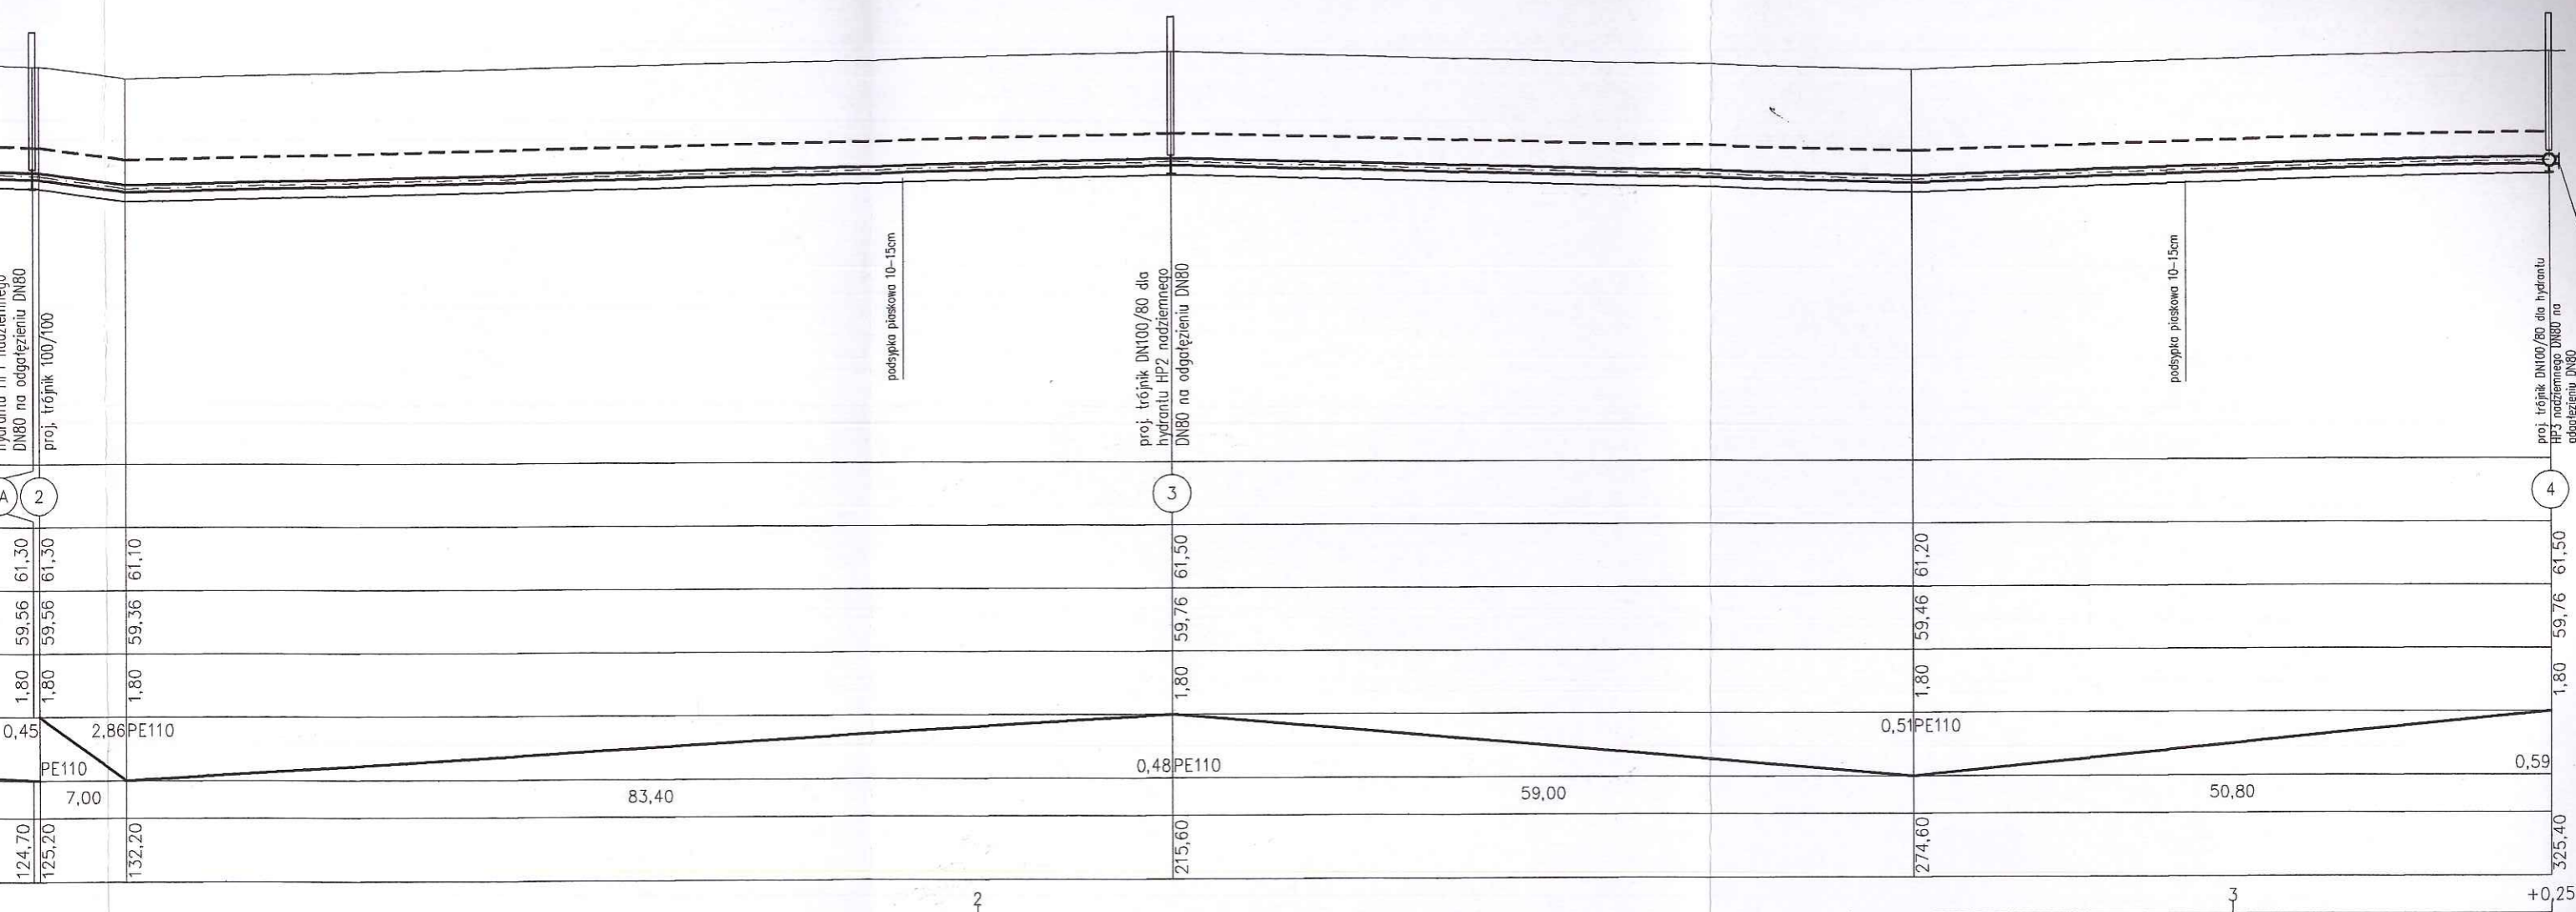 DN80 na odgałęzieniu DN80
proj. trójnik 100/100
podsypka piaskowa 10-15cm
proj. trójnik DN100/80 dla
hydrantu HP2 nadziemnego
DN80 na odgałęzieniu DN80
podsypka piaskowa 10-15cm
proj. trójnik DN100/80 dla hydrantu
HP3 nadziemnego DN80 na
odgałęzieniu DN80
A 2 3 4
61,30 61,30 61,10 61,50 61,20 61,50
59,56 59,56 59,36 59,76 59,46 59,76
1,80 1,80 1,80 1,80 1,80 1,80
0,45 2,86 PE110 0,51 PE110
PE110 0,48 PE110 0,59
7,00 83,40 59,00 50,80
124,70 125,20 132,20 215,60 274,60 325,40
2 3 +0,25